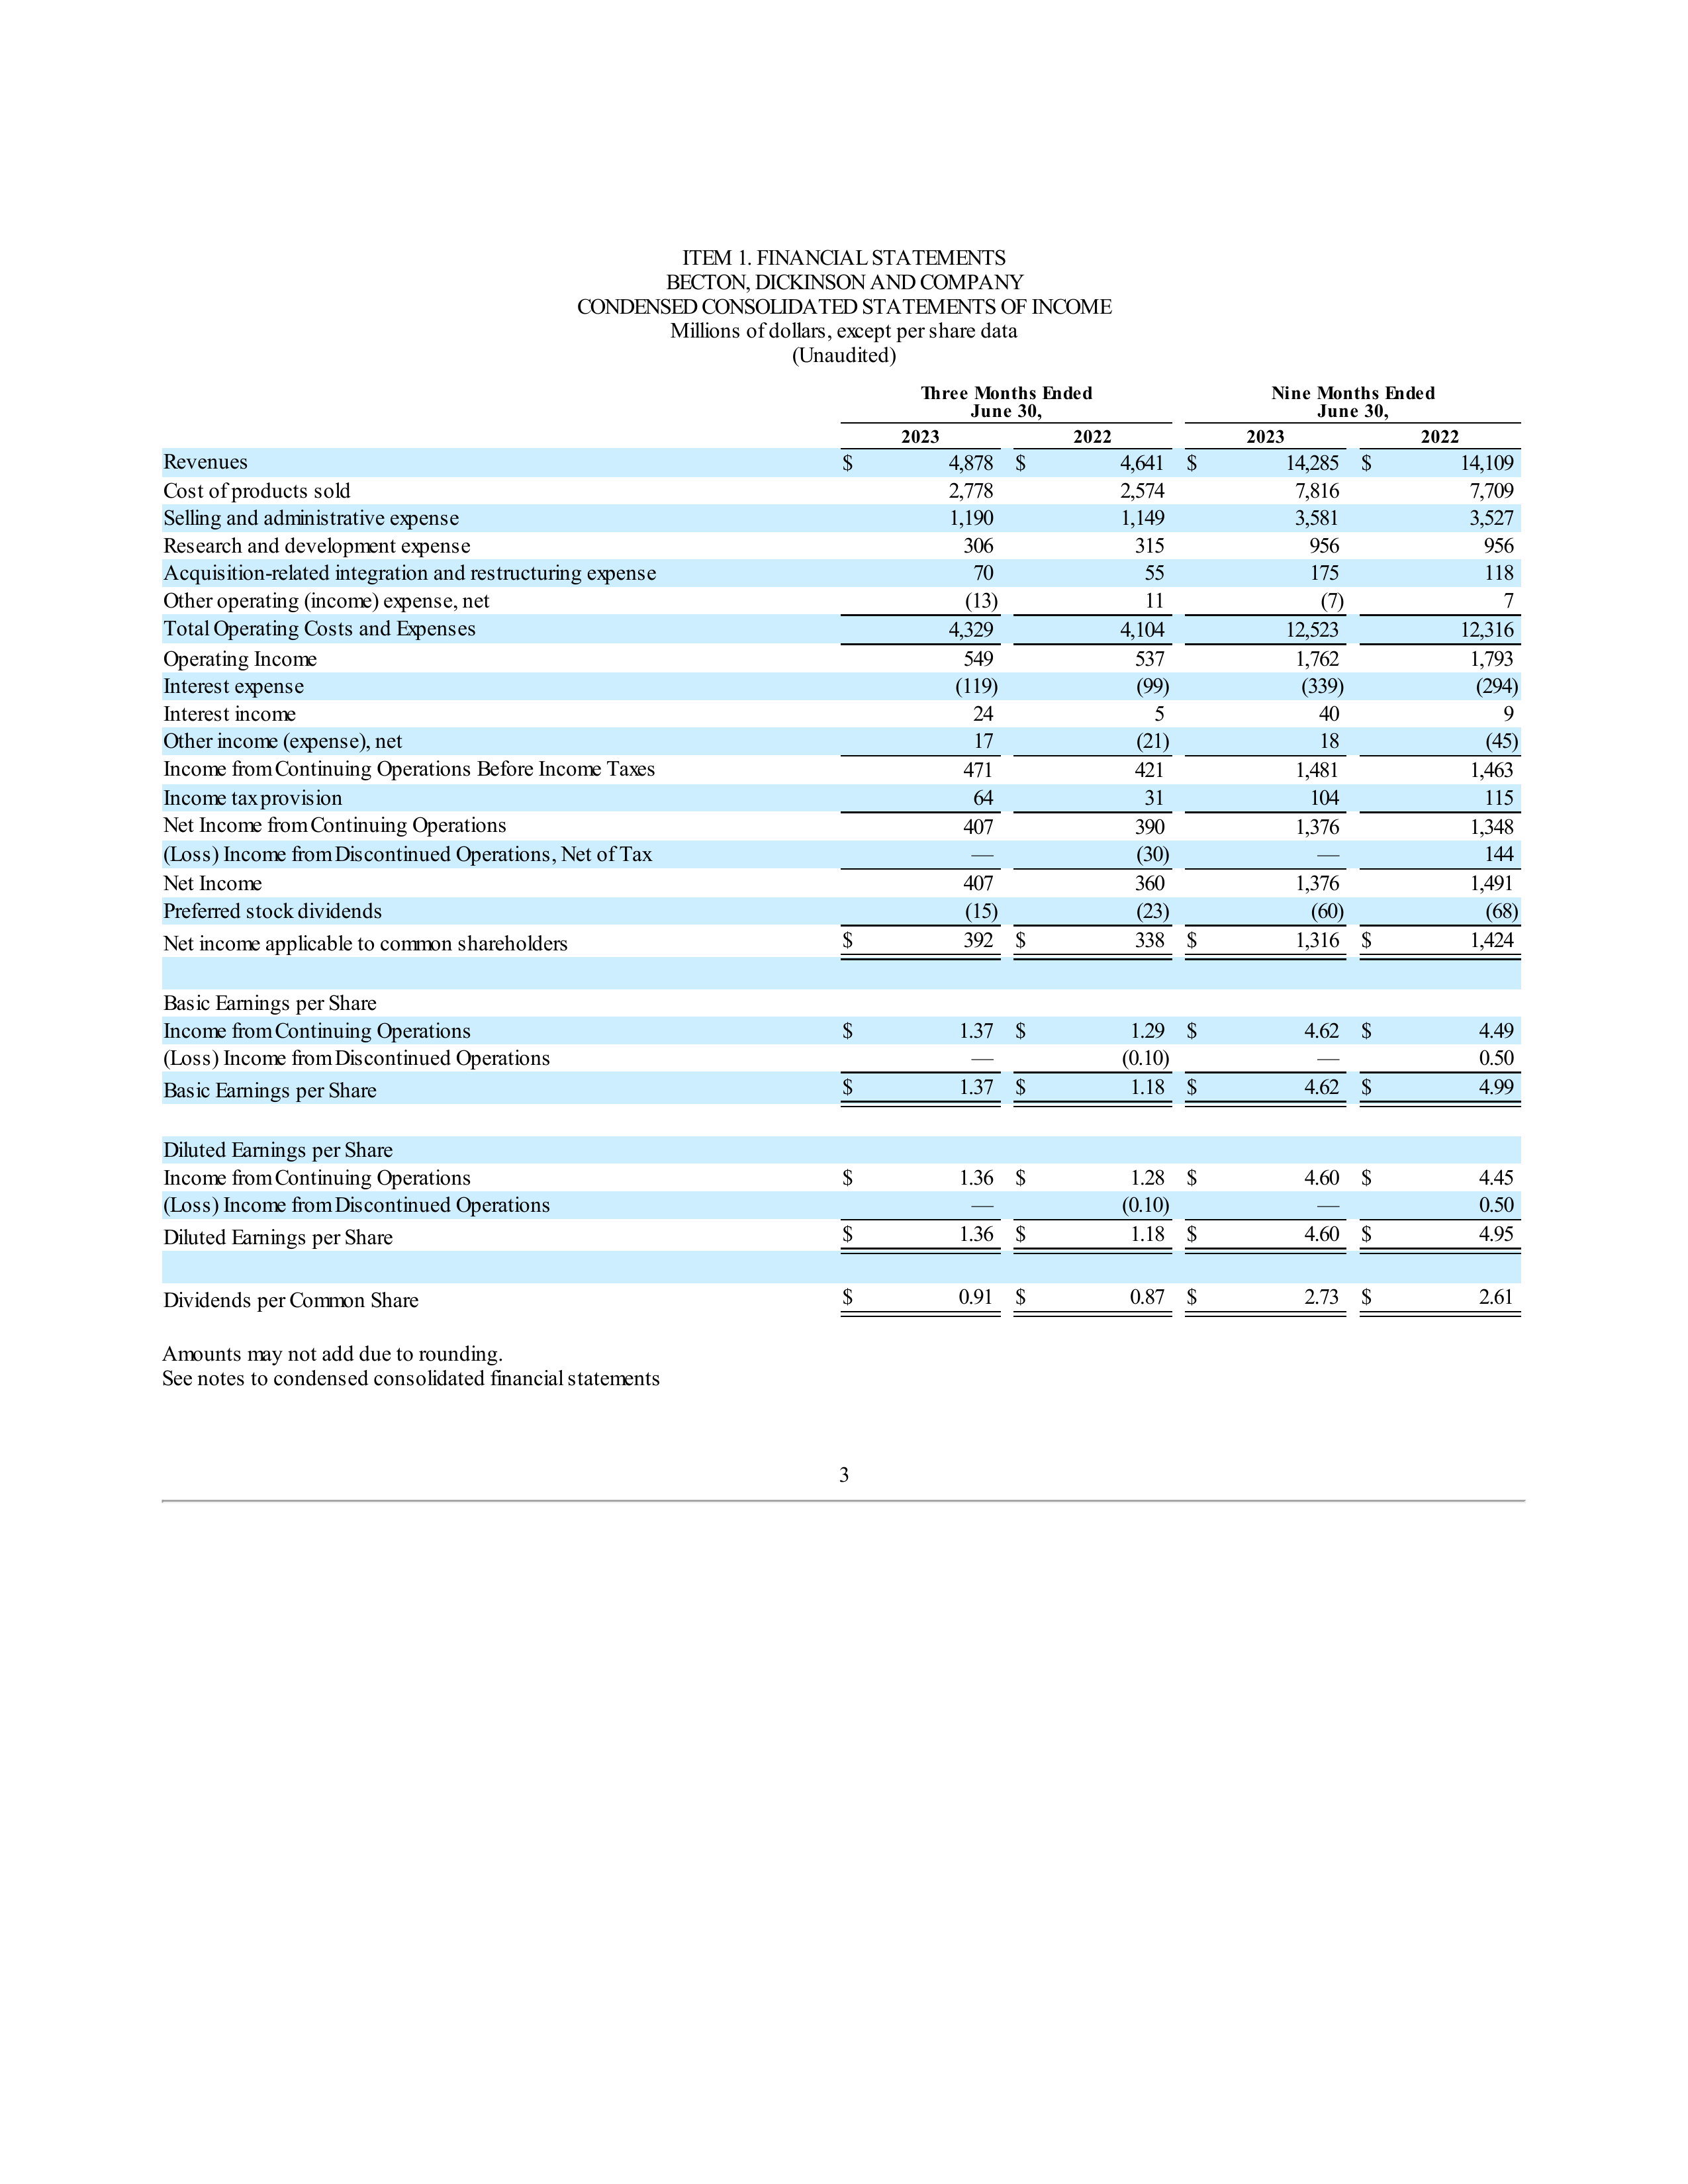 ITEM 1. FINANCIAL STATEMENTS
BECTON, DICKINSON AND COMPANY
CONDENSED CONSOLIDATED STATEMENTS OF INCOME
Millions of dollars, except per share data
(Unaudited)
Three Months Ended June 30, Nine Months Ended June 30,
2023 2022 2023 2022
Revenues $ 4,878 $ 4,641 $ 14,285 $ 14,109
Cost of products sold 2,778 2,574 7,816 7,709
Selling and administrative expense 1,190 1,149 3,581 3,527
Research and development expense 306 315 956 956
Acquisition-related integration and restructuring expense 70 55 175 118
Other operating (income) expense, net (13) 11 (7) 7
Total Operating Costs and Expenses 4,329 4,104 12,523 12,316
Operating Income 549 537 1,762 1,793
Interest expense (119) (99) (339) (294)
Interest income 24 5 40 9
Other income (expense), net 17 (21) 18 (45)
Income from Continuing Operations Before Income Taxes 471 421 1,481 1,463
Income tax provision 64 31 104 115
Net Income from Continuing Operations 407 390 1,376 1,348
(Loss) Income from Discontinued Operations, Net of Tax — (30) — 144
Net Income 407 360 1,376 1,491
Preferred stock dividends (15) (23) (60) (68)
Net income applicable to common shareholders $ 392 $ 338 $ 1,316 $ 1,424
Basic Earnings per Share
Income from Continuing Operations $ 1.37 $ 1.29 $ 4.62 $ 4.49
(Loss) Income from Discontinued Operations — (0.10) — 0.50
Basic Earnings per Share $ 1.37 $ 1.18 $ 4.62 $ 4.99
Diluted Earnings per Share
Income from Continuing Operations $ 1.36 $ 1.28 $ 4.60 $ 4.45
(Loss) Income from Discontinued Operations — (0.10) — 0.50
Diluted Earnings per Share $ 1.36 $ 1.18 $ 4.60 $ 4.95
Dividends per Common Share $ 0.91 $ 0.87 $ 2.73 $ 2.61
Amounts may not add due to rounding.
See notes to condensed consolidated financial statements
3